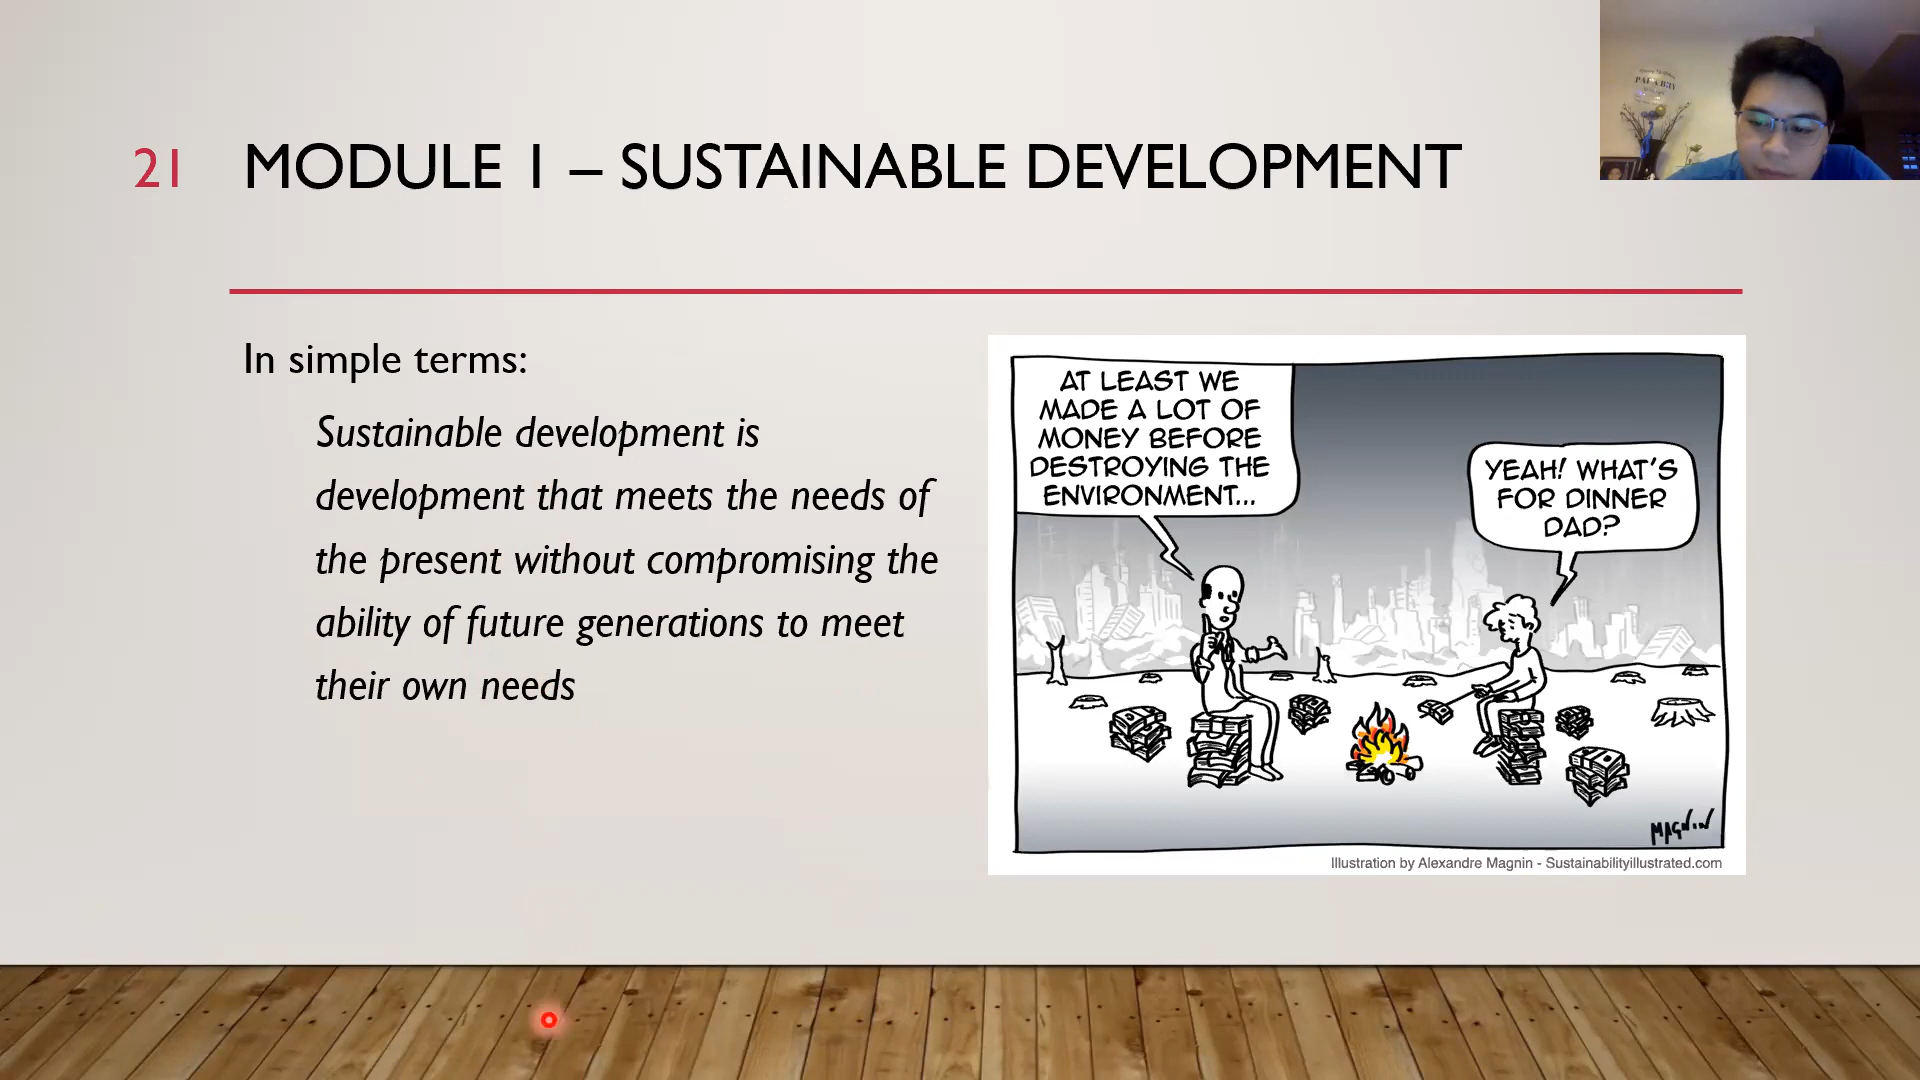 21
MODULE 1 – SUSTAINABLE DEVELOPMENT
In simple terms:
Sustainable development is
development that meets the needs of
the present without compromising the
ability of future generations to meet
their own needs
AT LEAST WE
MADE A LOT OF
MONEY BEFORE
DESTROYING THE
ENVIRONMENT...
YEAH! WHAT'S
FOR DINNER
DAD?
MAGNIN
Illustration by Alexandre Magnin - Sustainabilityillustrated.com